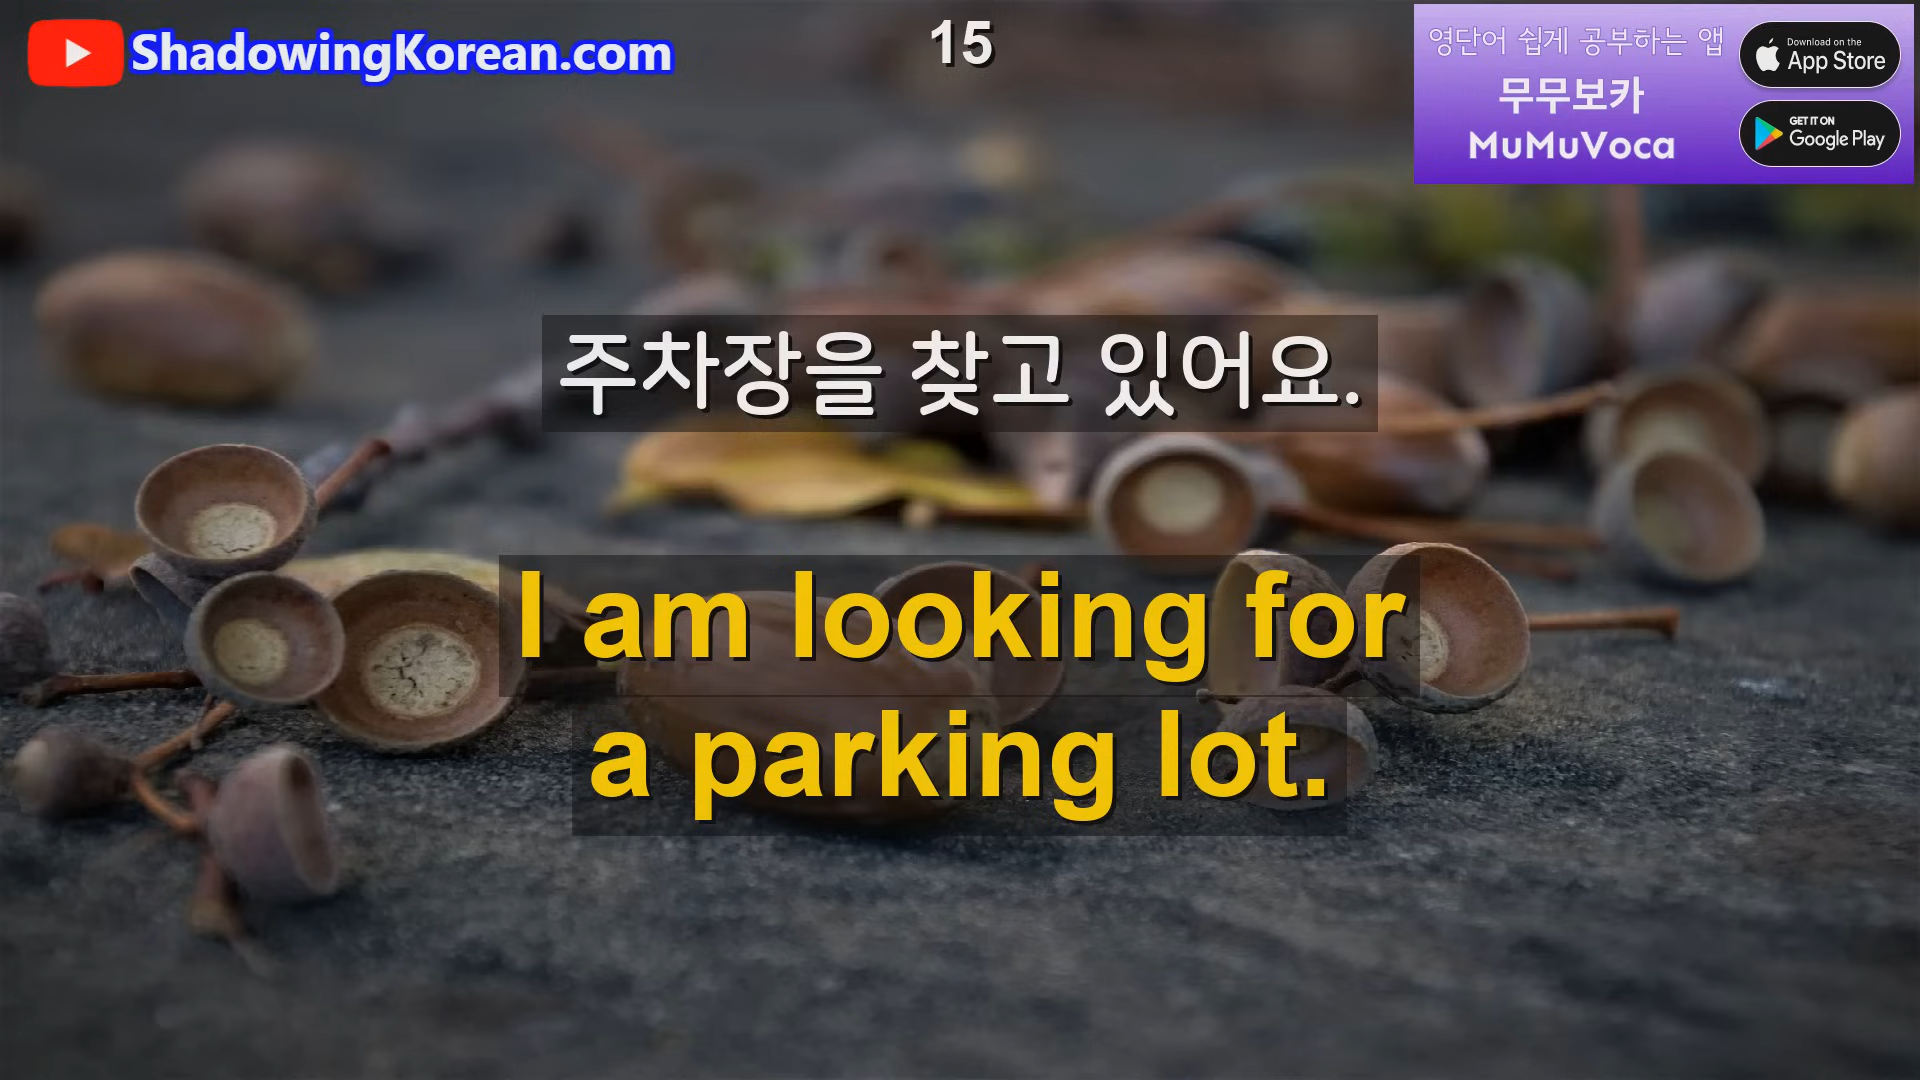 ShadowingKorean.com
15
영단어 쉽게 공부하는 앱
무무보카
MuMuVoca
Download on the
App Store
GET IT ON
Google Play
주차장을 찾고 있어요.
I am looking for
a parking lot.